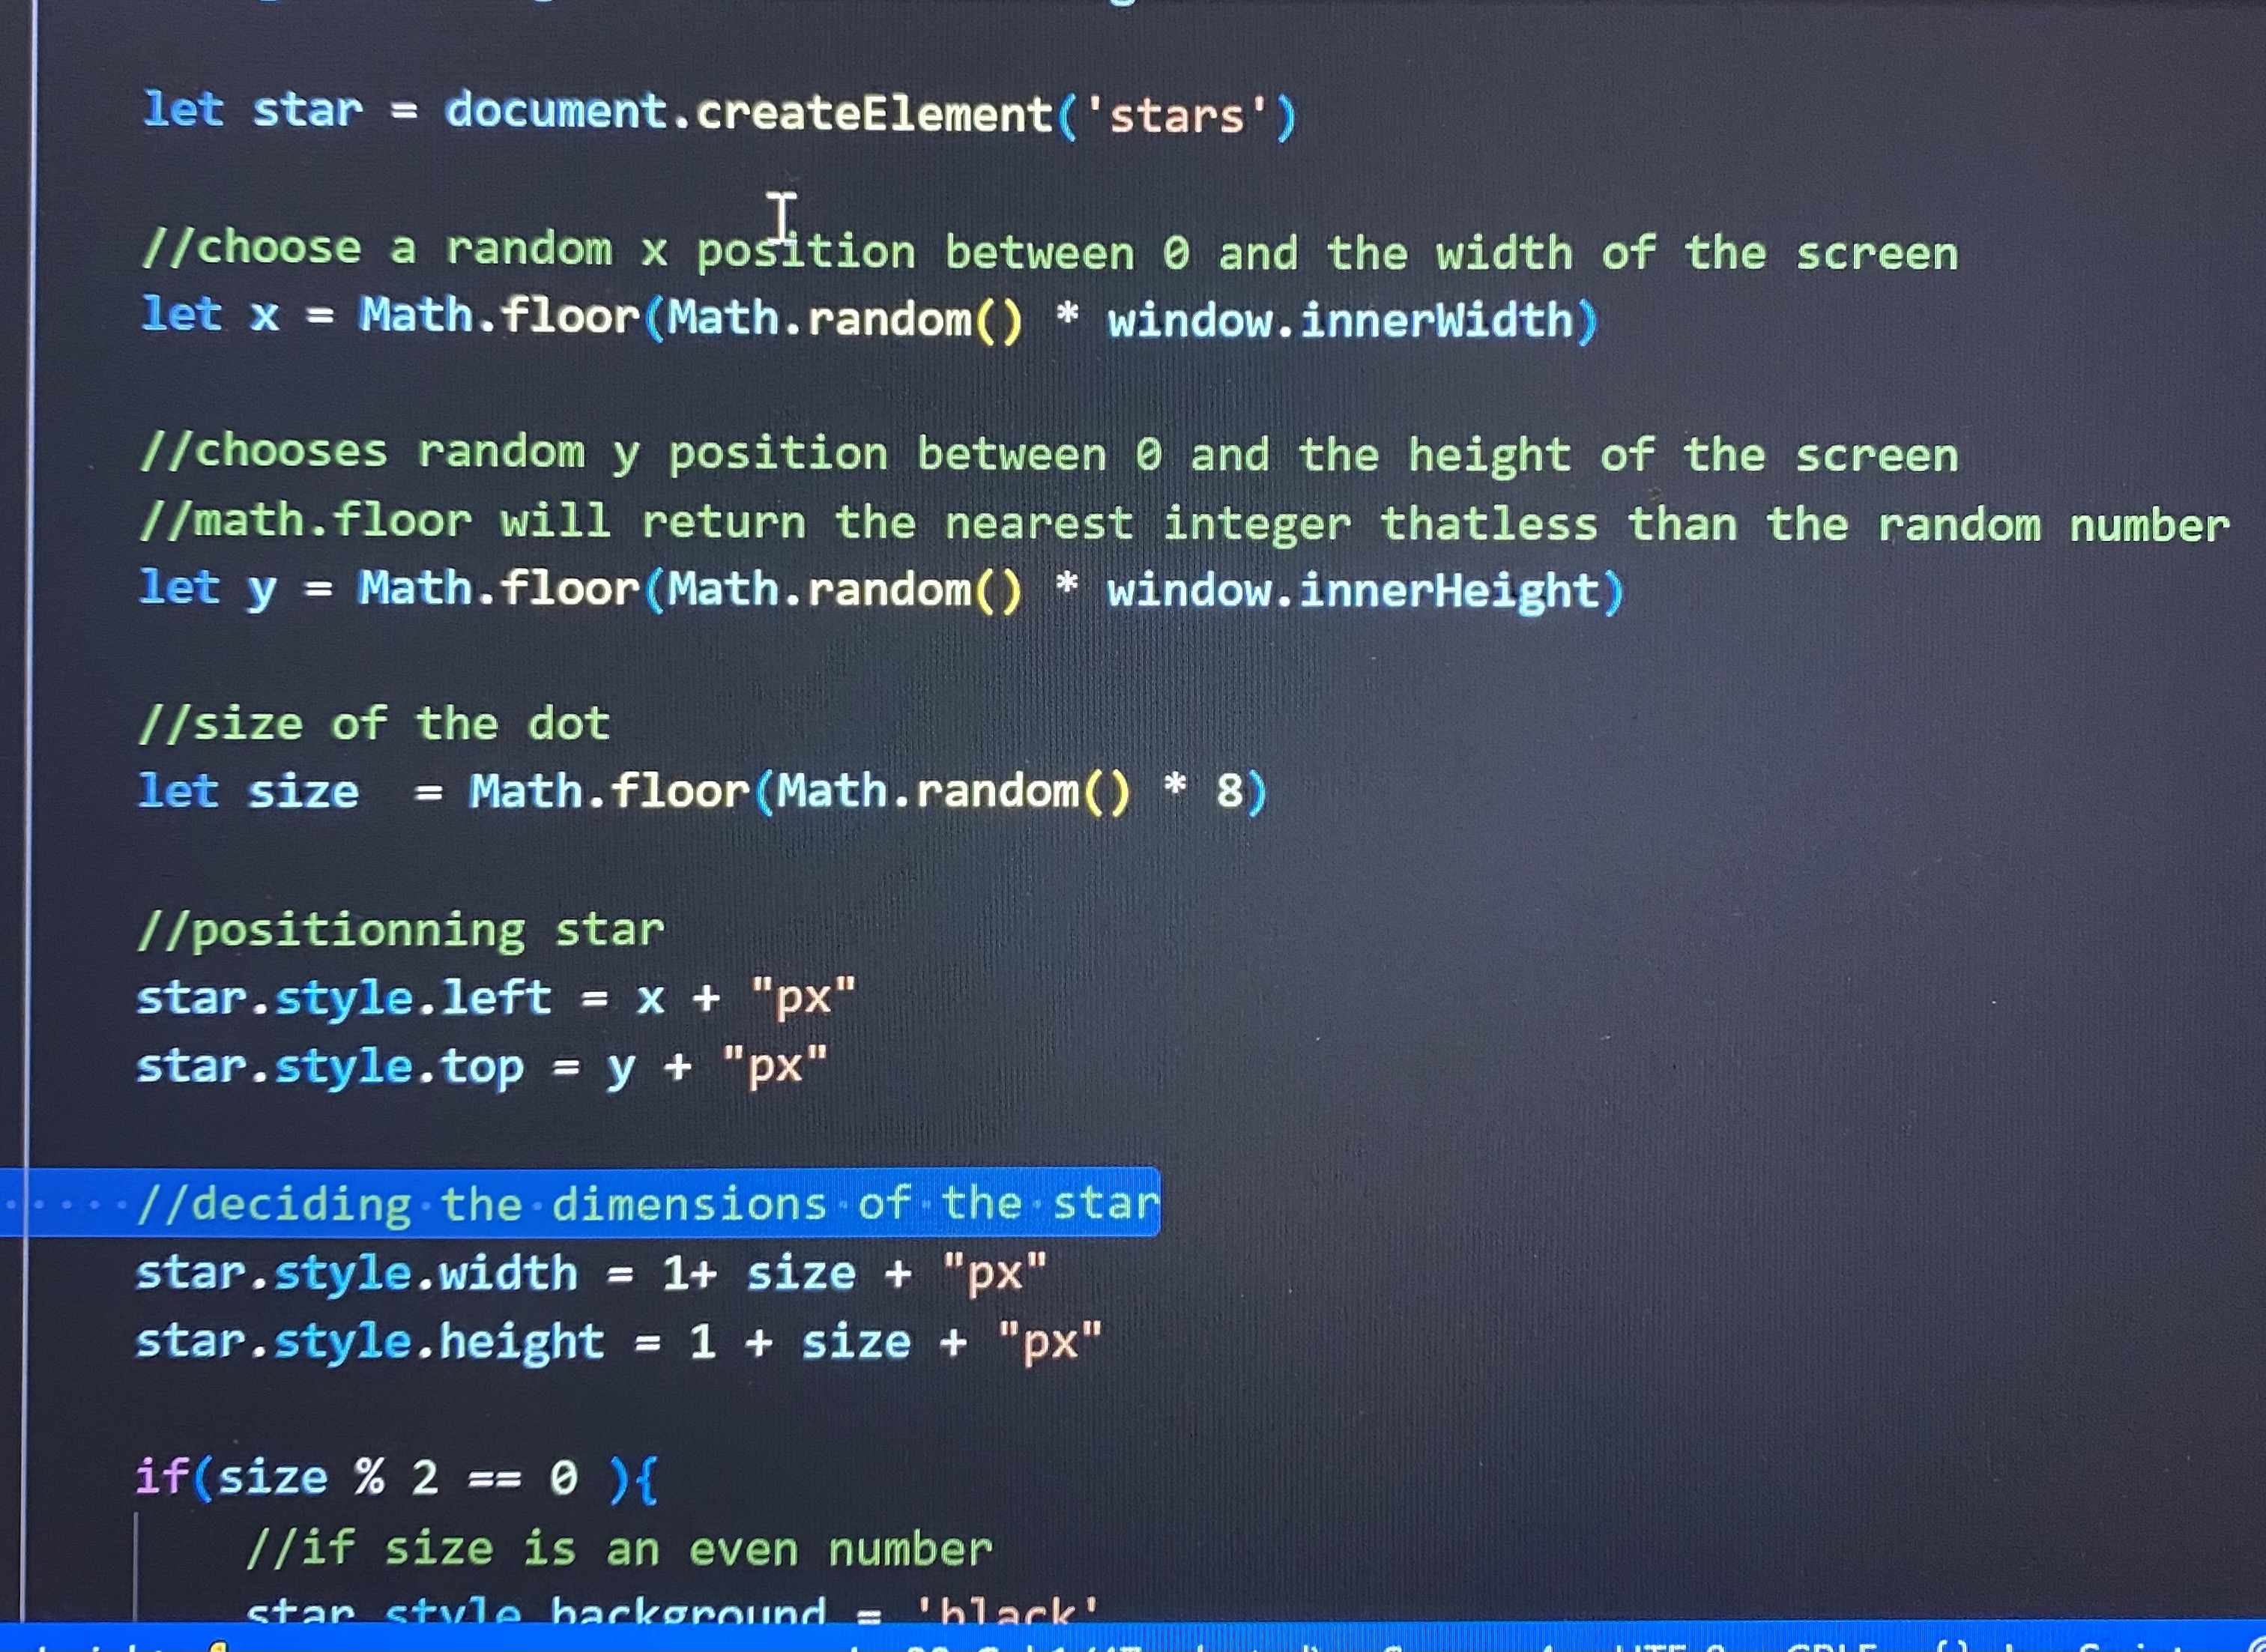 let star = document.createElement('stars')
//choose a random x position between 0 and the width of the screen
let x = Math.floor(Math.random() * window.innerWidth)
//chooses random y position between 0 and the height of the screen
//math.floor will return the nearest integer thatless than the random number
let y = Math.floor(Math.random() * window.innerHeight)
//size of the dot
let size  = Math.floor(Math.random() * 8)
//positionning star
star.style.left = x + "px"
star.style.top = y + "px"
//deciding the dimensions of the star
star.style.width = 1+ size + "px"
star.style.height = 1 + size + "px"
if(size % 2 == 0 ){
//if size is an even number
star.style.background = 'black'